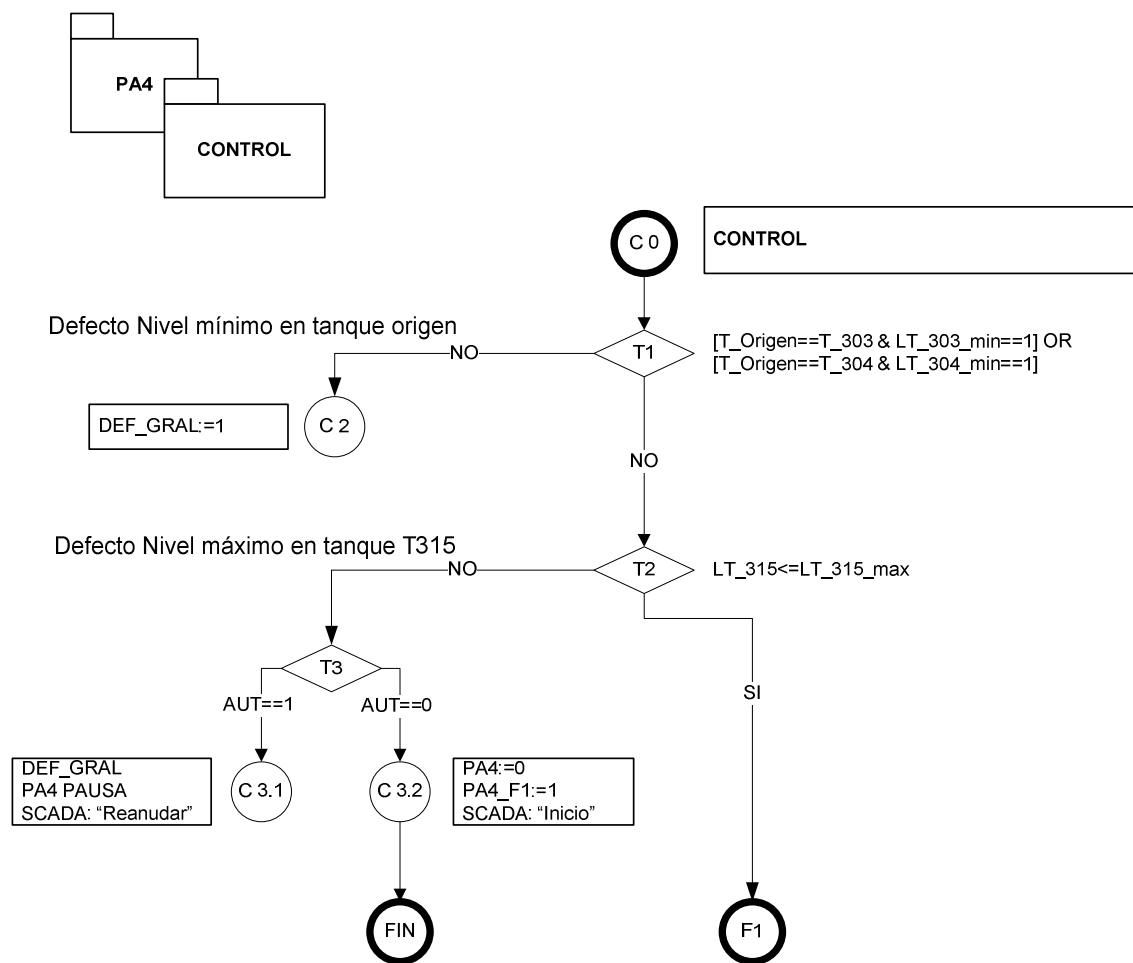 PA4
CONTROL
C 0
CONTROL
Defecto Nivel mínimo en tanque origen
NO
T1
[T_Origen==T_303 & LT_303_min==1] OR
[T_Origen==T_304 & LT_304_min==1]
DEF_GRAL:=1
C 2
NO
Defecto Nivel máximo en tanque T315
NO
T2
LT_315<=LT_315_max
T3
AUT==1
AUT==0
SI
DEF_GRAL
PA4 PAUSA
SCADA: “Reanudar”
C 3.1
C 3.2
PA4:=0
PA4_F1:=1
SCADA: “Inicio”
FIN
F1